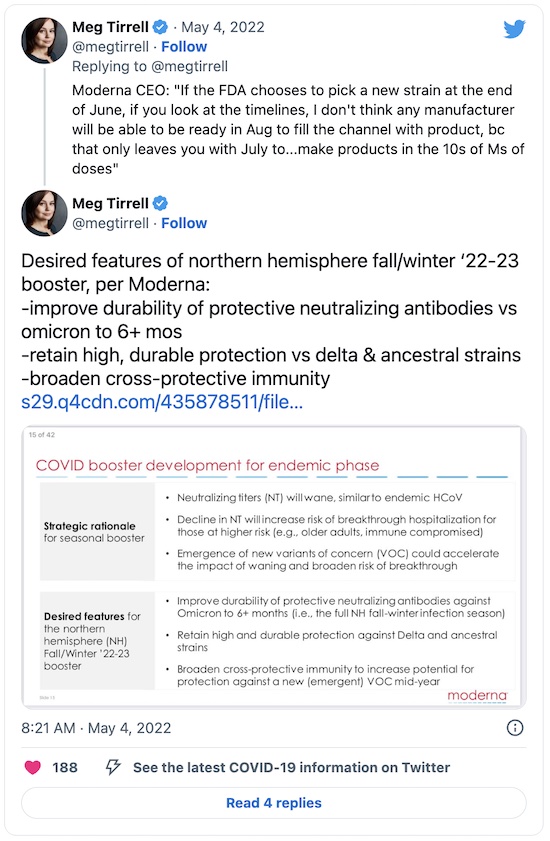 Meg Tirrell · May 4, 2022
@megtirrell · Follow
Replying to @megtirrell
Moderna CEO: "If the FDA chooses to pick a new strain at the end
of June, if you look at the timelines, I don't think any manufacturer
will be able to be ready in Aug to fill the channel with product, bc
that only leaves you with July to...make products in the 10s of Ms of
doses"
Meg Tirrell
@megtirrell · Follow
Desired features of northern hemisphere fall/winter ‘22-23
booster, per Moderna:
-improve durability of protective neutralizing antibodies vs
omicron to 6+ mos
-retain high, durable protection vs delta & ancestral strains
-broaden cross-protective immunity
s29.q4cdn.com/435878511/file...
15 of 42
COVID booster development for endemic phase
Strategic rationale
for seasonal booster
• Neutralizing titers (NT) will wane, similar to endemic HCoV
• Decline in NT will increase risk of breakthrough hospitalization for
those at higher risk (e.g., older adults, immune compromised)
• Emergence of new variants of concern (VOC) could accelerate
the impact of waning and broaden risk of breakthrough
Desired features for
the northern
hemisphere (NH)
Fall/Winter ’22-23
booster
• Improve durability of protective neutralizing antibodies against
Omicron to 6+ months (i.e., the full NH fall-winter infection season)
• Retain high and durable protection against Delta and ancestral
strains
• Broaden cross-protective immunity to increase potential for
protection against a new (emergent) VOC mid-year
moderna
8:21 AM · May 4, 2022
188
See the latest COVID-19 information on Twitter
Read 4 replies